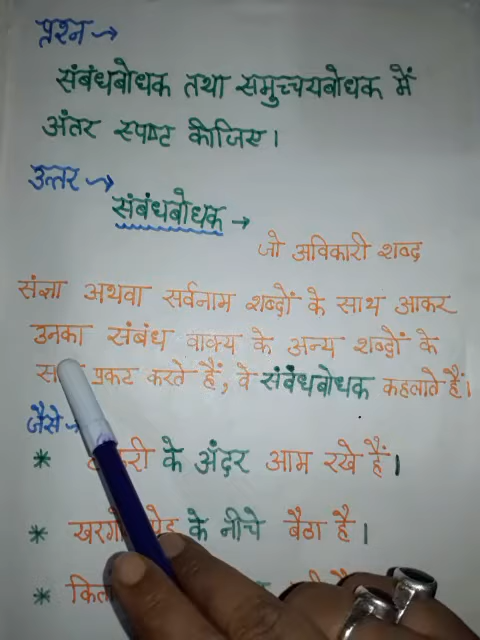 प्रश्न→
संबंधबोधक तथा समुच्चयबोधक में
अंतर स्पष्ट कीजिए।
उत्तर→
संबंधबोधक→
जो अविकारी शब्द
संज्ञा अथवा सर्वनाम शब्दों के साथ आकर
उनका संबंध वाक्य के अन्य शब्दों के
प्रकट करते हैं, वे संबंधबोधक कहलाते हैं।
जैसे→
* के अंदर आम रखे हैं।
* के नीचे बैठा है।
*